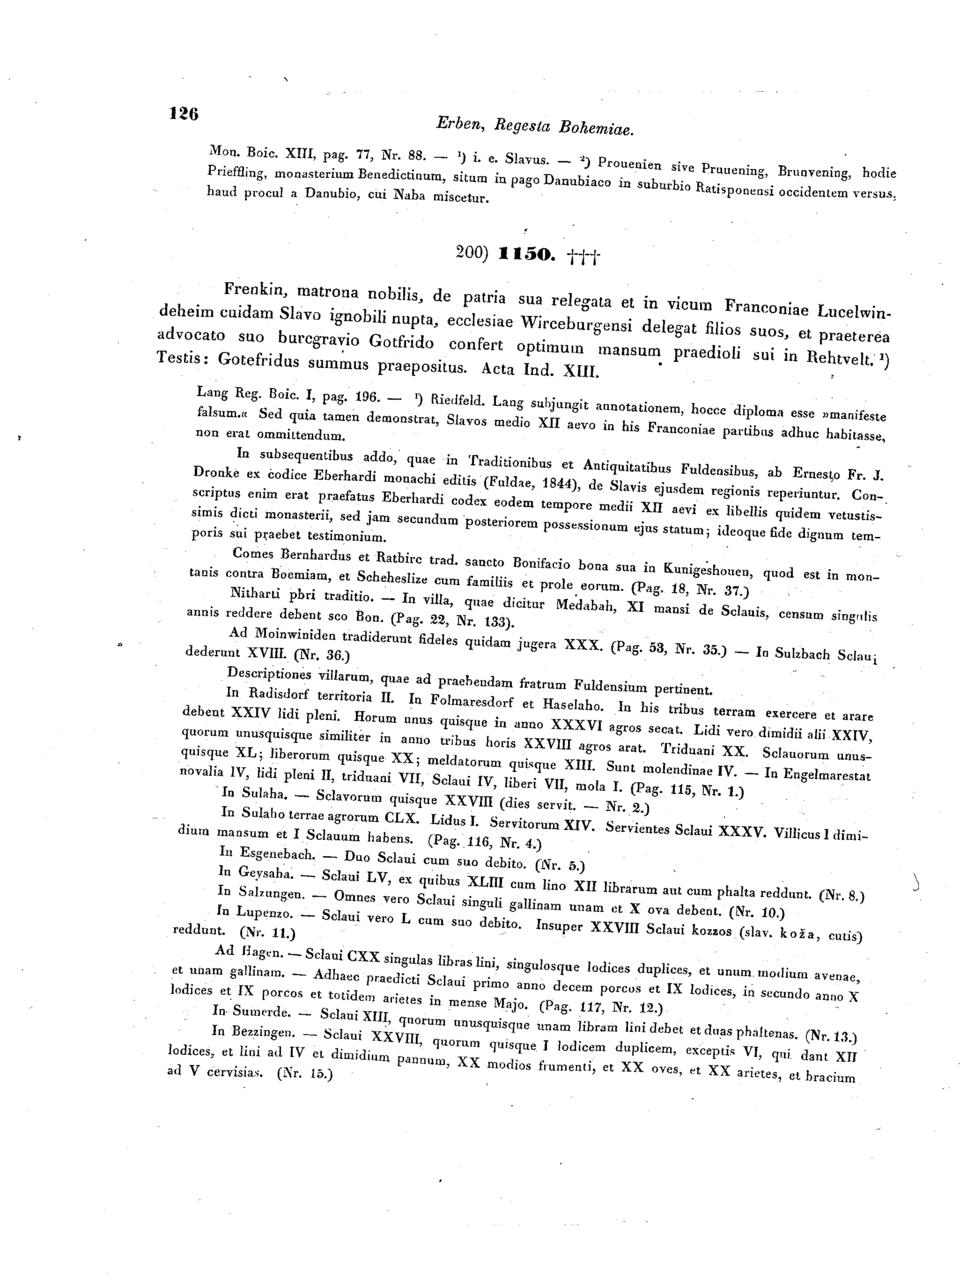 126
Erben, Regesta Bohemiae.
Mon. Boic. XIII, pag. 77, Nr. 88. — ¹) i. e. Slavus. — ²) Prouenien sive Pruuening, Brunvening, hodie
Prieffling, monasterium Benedictinum, situm in pago Danubiaco in suburbio Ratisponensi occidentem versus,
haud procul a Danubio, cui Naba miscetur.
200) 1150. †††
Frenkin, matrona nobilis, de patria sua relegata et in vicum Franconiae Lucelwin-
deheim cuidam Slavo ignobili nupta, ecclesiae Wirceburgensi delegat filios suos, et praeterea
advocato suo burcgravio Gotfrido confert optimum mansum praedioli sui in Rehtvelt. ¹)
Testis: Gotefridus summus praepositus. Acta Ind. XIII.
Lang Reg. Boic. I, pag. 196. — ¹) Riedfeld. Lang subjungit annotationem, hocce diploma esse »manifeste
falsum.« Sed quia tamen demonstrat, Slavos medio XII aevo in his Franconiae partibus adhuc habitasse,
non erat ommittendum.
In subsequentibus addo, quae in Traditionibus et Antiquitatibus Fuldensibus, ab Ernesto Fr. J.
Dronke ex codice Eberhardi monachi editis (Fuldae, 1844), de Slavis ejusdem regionis reperiuntur. Con-
scriptus enim erat praefatus Eberhardi codex eodem tempore medii XII aevi ex libellis quidem vetustis-
simis dicti monasterii, sed jam secundum posteriorem possessionum ejus statum; ideoque fide dignum tem-
poris sui praebet testimonium.
Comes Bernhardus et Ratbirc trad. sancto Bonifacio bona sua in Kunigeshouen, quod est in mon-
tanis contra Boemiam, et Scheheslize cum familiis et prole eorum. (Pag. 18, Nr. 37.)
Nitharti pbri traditio. — In villa, quae dicitur Medabah, XI mansi de Sclauis, censum singulis
annis reddere debent sco Bon. (Pag. 22, Nr. 133).
Ad Moinwiniden tradiderunt fideles quidam jugera XXX. (Pag. 53, Nr. 35.) — In Sulzbach Sclaui
dederunt XVIII. (Nr. 36.)
Descriptiones villarum, quae ad praebendam fratrum Fuldensium pertinent.
In Radisdorf territoria II. In Folmaresdorf et Haselaho. In his tribus terram exercere et arare
debent XXIV lidi pleni. Horum unus quisque in anno XXXVI agros secat. Lidi vero dimidii alii XXIV,
quorum unusquisque similiter in anno tribus horis XXVIII agros arat. Triduani XX. Sclauorum unus-
quisque XL; liberorum quisque XX; meldatorum quisque XIII. Sunt molendinae IV. — In Engelmarestat
novalia IV, lidi pleni II, triduani VII, Sclaui IV, liberi VII, mola I. (Pag. 115, Nr. 1.)
In Sulaha. — Sclavorum quisque XXVIII (dies servit. — Nr. 2.)
In Sulaho terrae agrorum CLX. Lidus I. Servitorum XIV. Servientes Sclaui XXXV. Villicus 1 dimi-
dium mansum et I Sclauum habens. (Pag. 116, Nr. 4.)
In Esgenebach. — Duo Sclaui cum suo debito. (Nr. 5.)
In Geysaha. — Sclaui LV, ex quibus XLIII cum lino XII librarum aut cum phalta reddunt. (Nr. 8.)
In Salzungen. — Omnes vero Sclaui singuli gallinam unam et X ova debent. (Nr. 10.)
In Lupenzo. — Sclaui vero L cum suo debito. Insuper XXVIII Sclaui kozzos (slav. koža, cutis)
reddunt. (Nr. 11.)
Ad Hagen. — Sclaui CXX singulas libras lini, singulosque lodices duplices, et unum modium avenae,
et unam gallinam. — Adhaec praedicti Sclaui primo anno decem porcos et IX lodices, in secundo anno X
lodices et IX porcos et totidem arietes in mense Majo. (Pag. 117, Nr. 12.)
In Sumerde. — Sclaui XIII, quorum unusquisque unam libram lini debet et duas phaltenas. (Nr. 13.)
In Bezzingen. — Sclaui XXVIII, quorum quisque I lodicem duplicem, exceptis VI, qui dant XII
lodices, et lini ad IV et dimidium pannum, XX modios frumenti, et XX oves, et XX arietes, et bracium
ad V cervisias. (Nr. 15.)